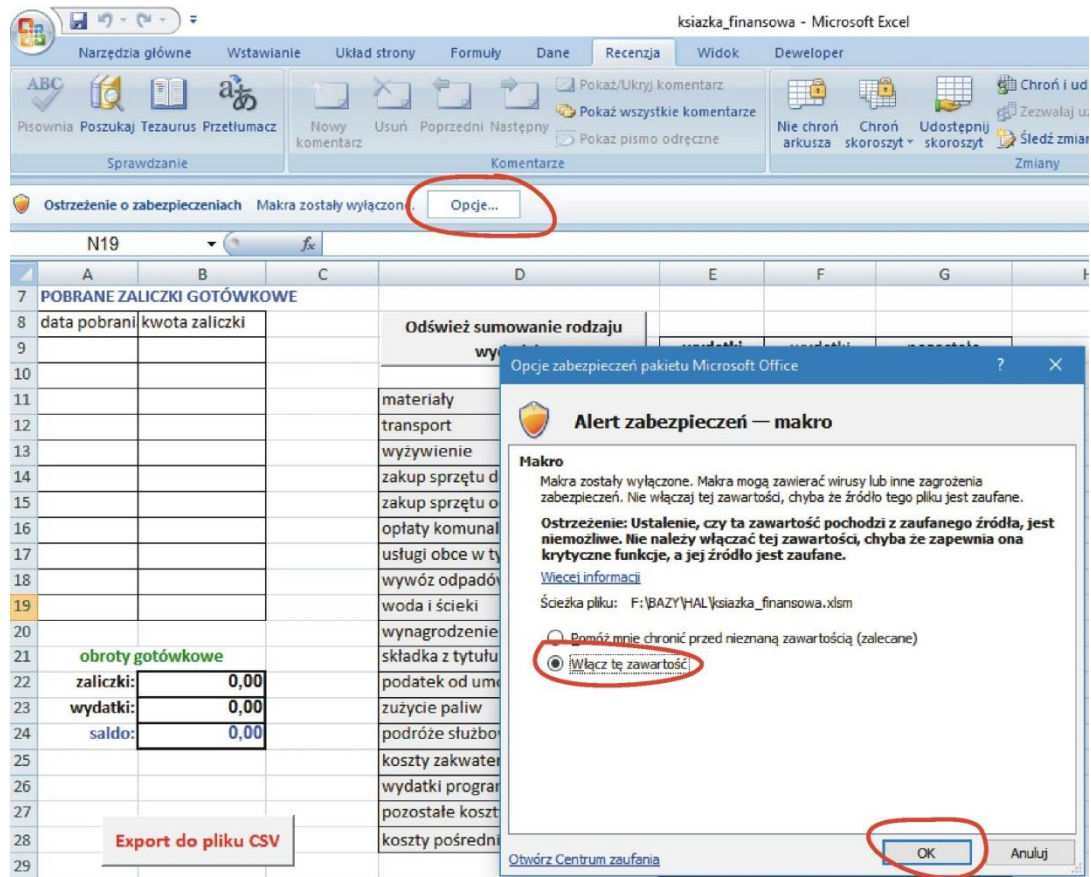 ksiazka_finansowa - Microsoft Excel
Narzędzia główne Wstawianie Układ strony Formuły Dane Recenzja Widok Deweloper
ABC
Pisownia Poszukaj Tezaurus Przetłumacz
Sprawdzanie
Nowy komentarz Usuń Poprzedni Następny
Pokaż/Ukryj komentarz
Pokaż wszystkie komentarze
Pokaż pismo odręczne
Komentarze
Nie chroń arkusza Chroń skoroszyt Udostępnij skoroszyt
Chroń i ud
Zezwalaj uż
Śledź zmian
Zmiany
Ostrzeżenie o zabezpieczeniach Makra zostały wyłączone. Opcje...
N19 fx
A B C D E F G H
7 POBRANE ZALICZKI GOTÓWKOWE
8 data pobrani kwota zaliczki
Odśwież sumowanie rodzaju
9
10
11 materiały
12 transport
13 wyżywienie
14 zakup sprzętu d
15 zakup sprzętu o
16 opłaty komunal
17 usługi obce w ty
18 wywóz odpadów
19 woda i ścieki
20 wynagrodzenie
21 obroty gotówkowe składka z tytułu
22 zaliczki: 0,00 podatek od umo
23 wydatki: 0,00 zużycie paliw
24 saldo: 0,00 podróże służbow
25 koszty zakwater
26 wydatki program
27 pozostałe koszt
28 Export do pliku CSV koszty pośredni
29
Opcje zabezpieczeń pakietu Microsoft Office ?
Alert zabezpieczeń — makro
Makro
Makra zostały wyłączone. Makra mogą zawierać wirusy lub inne zagrożenia
zabezpieczeń. Nie włączaj tej zawartości, chyba że źródło tego pliku jest zaufane.
Ostrzeżenie: Ustalenie, czy ta zawartość pochodzi z zaufanego źródła, jest
niemożliwe. Nie należy włączać tej zawartości, chyba że zapewnia ona
krytyczne funkcje, a jej źródło jest zaufane.
Więcej informacji
Ścieżka pliku: F:\BAZY\HAL\ksiazka_finansowa.xlsm
Pomóż mnie chronić przed nieznaną zawartością (zalecane)
Włącz tę zawartość
Otwórz Centrum zaufania OK Anuluj